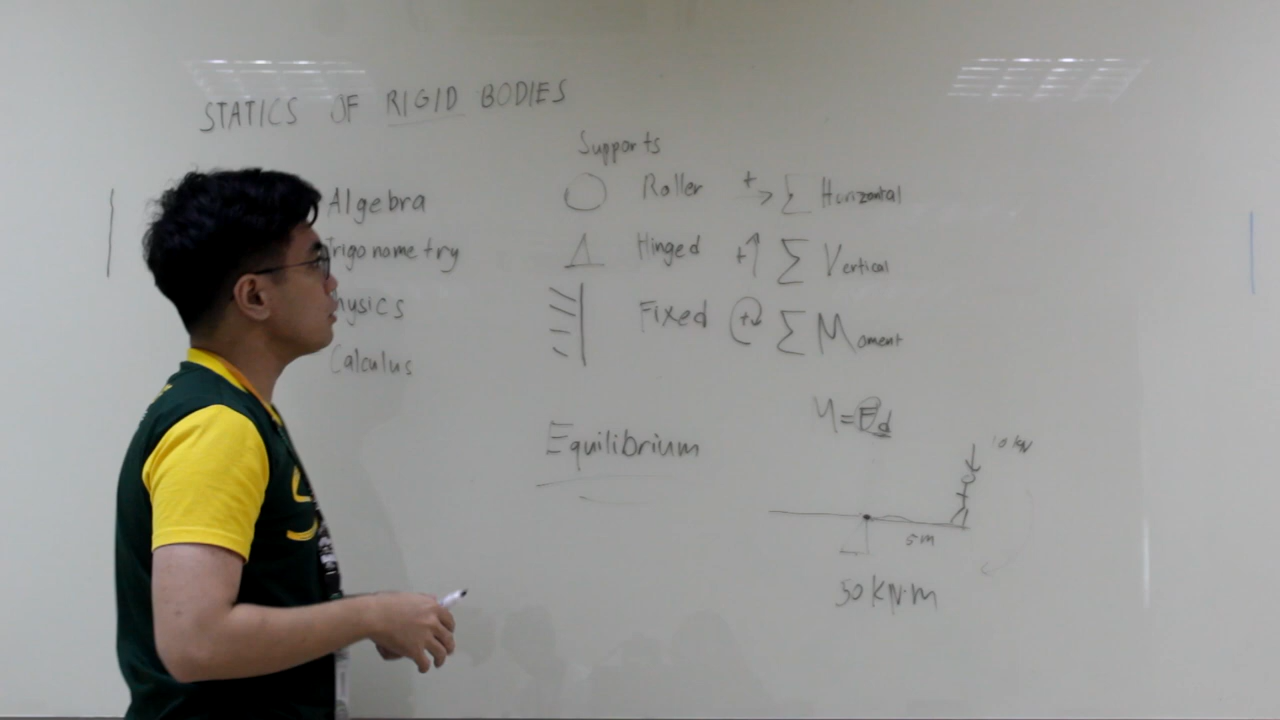 STATICS OF RIGID BODIES
Algebra
Trigonometry
hysics
Calculus
Supports
Roller + → Σ Horizontal
Hinged +↑ Σ Vertical
Fixed + Σ Moment
Equilibrium
M=Fd
10 kN
5m
50 kN·m